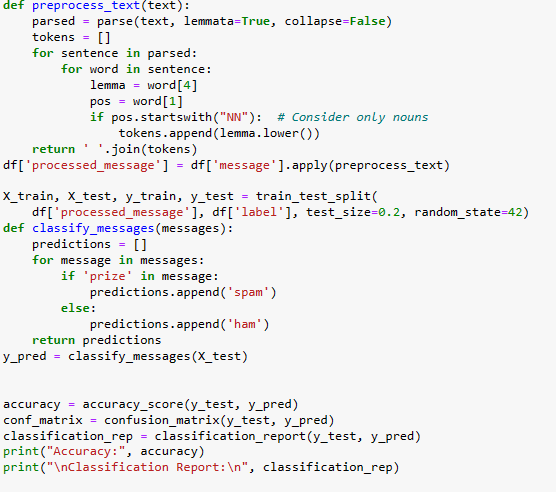 def preprocess_text(text):
    parsed = parse(text, lemmata=True, collapse=False)
    tokens = []
    for sentence in parsed:
        for word in sentence:
            lemma = word[4]
            pos = word[1]
            if pos.startswith("NN"):  # Consider only nouns
                tokens.append(lemma.lower())
    return ' '.join(tokens)
df['processed_message'] = df['message'].apply(preprocess_text)

X_train, X_test, y_train, y_test = train_test_split(
    df['processed_message'], df['label'], test_size=0.2, random_state=42)
def classify_messages(messages):
    predictions = []
    for message in messages:
        if 'prize' in message:
            predictions.append('spam')
        else:
            predictions.append('ham')
    return predictions
y_pred = classify_messages(X_test)


accuracy = accuracy_score(y_test, y_pred)
conf_matrix = confusion_matrix(y_test, y_pred)
classification_rep = classification_report(y_test, y_pred)
print("Accuracy:", accuracy)
print("\nClassification Report:\n", classification_rep)